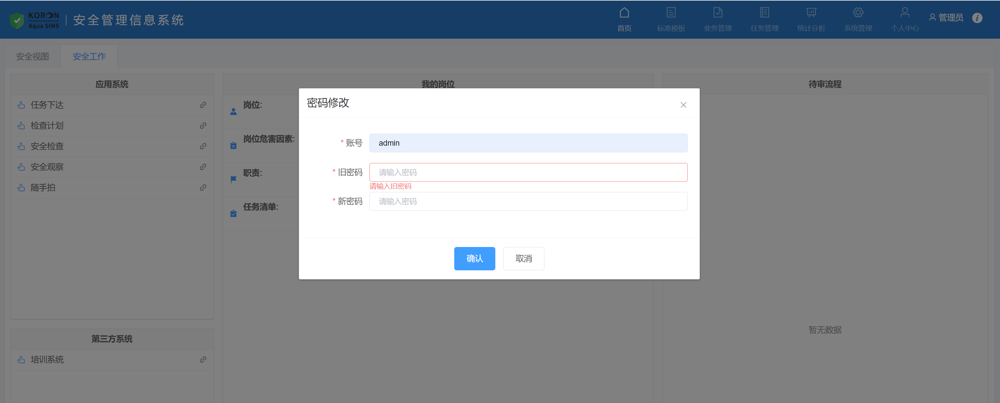 KORON
Aqua SIMS
安全管理信息系统
首页
标准模板
业务管理
任务管理
统计分析
系统管理
个人中心
管理员
i
安全视图
安全工作
应用系统
任务下达
检查计划
安全检查
安全观察
随手拍
第三方系统
培训系统
我的岗位
岗位:
岗位危害因素:
职责:
任务清单:
待审流程
暂无数据
密码修改
* 账号
admin
* 旧密码
请输入密码
请输入旧密码
* 新密码
请输入密码
确认
取消